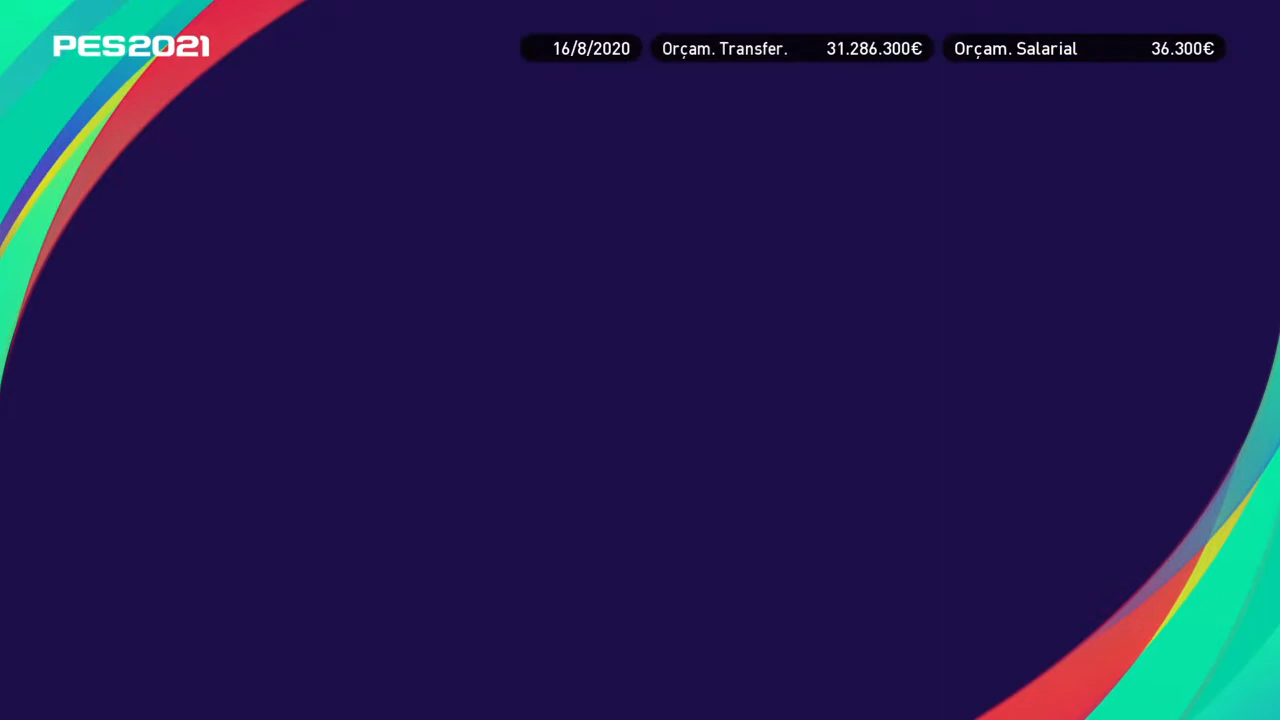 PES2021
16/8/2020 Orçam. Transfer. 31.286.300€ Orçam. Salarial 36.300€